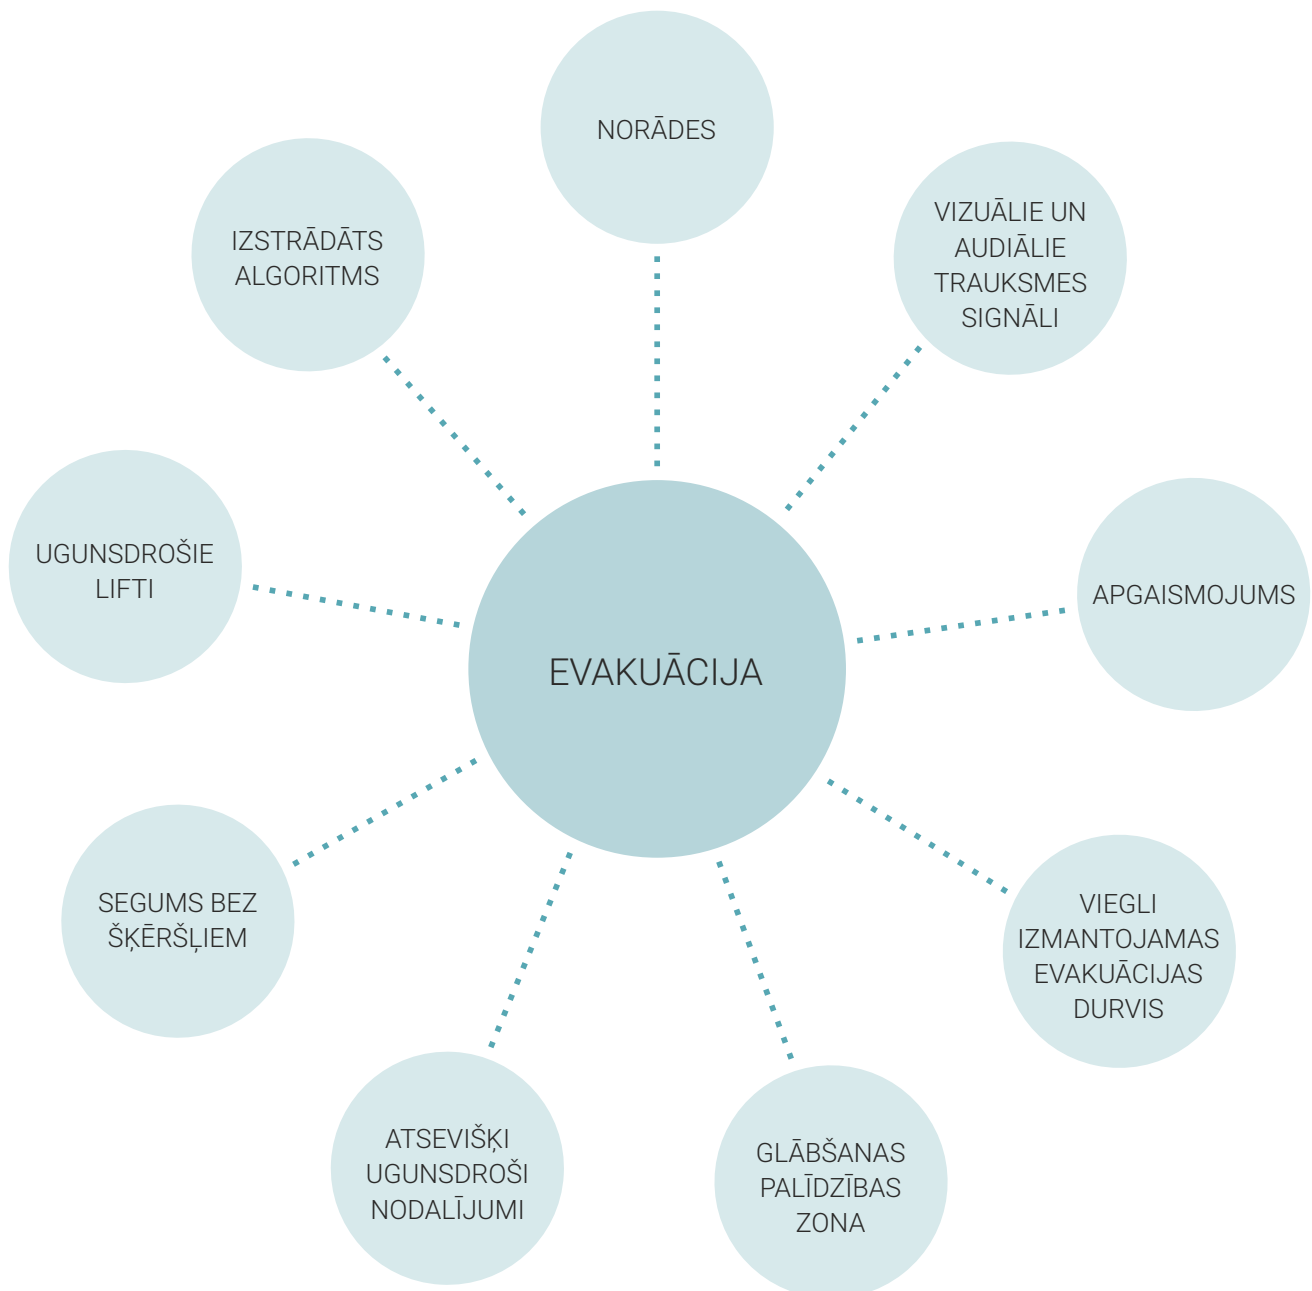 NORĀDES
VIZUĀLIE UN
AUDIĀLIE
TRAUKSMES
SIGNĀLI
APGAISMOJUMS
VIEGLI
IZMANTOJAMAS
EVAKUĀCIJAS
DURVIS
GLĀBŠANAS
PALĪDZĪBAS
ZONA
ATSEVIŠĶI
UGUNSDROŠI
NODALĪJUMI
SEGUMS BEZ
ŠĶĒRŠĻIEM
UGUNSDROŠIE
LIFTI
IZSTRĀDĀTS
ALGORITMS
EVAKUĀCIJA